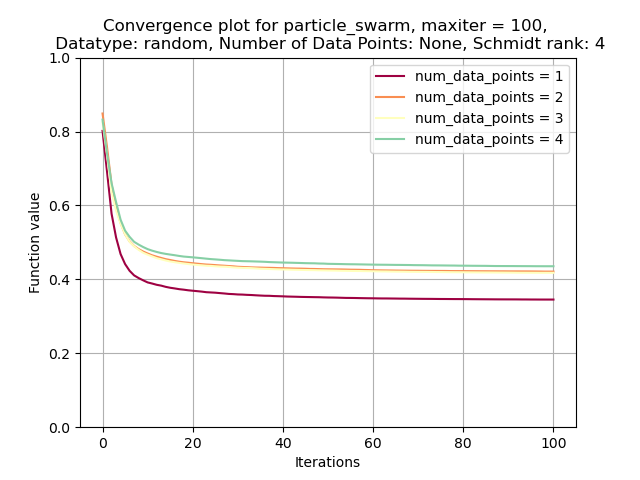 Convergence plot for particle_swarm, maxiter = 100,
Datatype: random, Number of Data Points: None, Schmidt rank: 4
1.0
0.8
0.6
0.4
0.2
0.0
Function value
num_data_points = 1
num_data_points = 2
num_data_points = 3
num_data_points = 4
0 20 40 60 80 100
Iterations